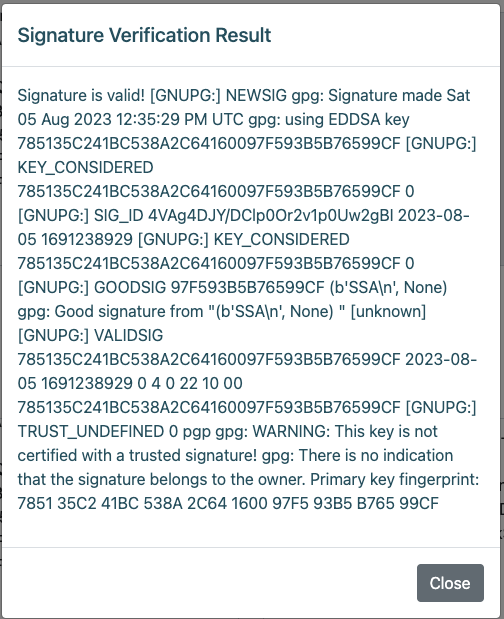 Signature Verification Result
Signature is valid! [GNUPG:] NEWSIG gpg: Signature made Sat
05 Aug 2023 12:35:29 PM UTC gpg: using EDDSA key
785135C241BC538A2C64160097F593B5B76599CF [GNUPG:]
KEY_CONSIDERED
785135C241BC538A2C64160097F593B5B76599CF 0
[GNUPG:] SIG_ID 4VAg4DJY/DClp0Or2v1p0Uw2gBI 2023-08-
05 1691238929 [GNUPG:] KEY_CONSIDERED
785135C241BC538A2C64160097F593B5B76599CF 0
[GNUPG:] GOODSIG 97F593B5B76599CF (b'SSA\n', None)
gpg: Good signature from "(b'SSA\n', None) " [unknown]
[GNUPG:] VALIDSIG
785135C241BC538A2C64160097F593B5B76599CF 2023-08-
05 1691238929 0 4 0 22 10 00
785135C241BC538A2C64160097F593B5B76599CF [GNUPG:]
TRUST_UNDEFINED 0 pgp gpg: WARNING: This key is not
certified with a trusted signature! gpg: There is no indication
that the signature belongs to the owner. Primary key fingerprint:
7851 35C2 41BC 538A 2C64 1600 97F5 93B5 B765 99CF
Close